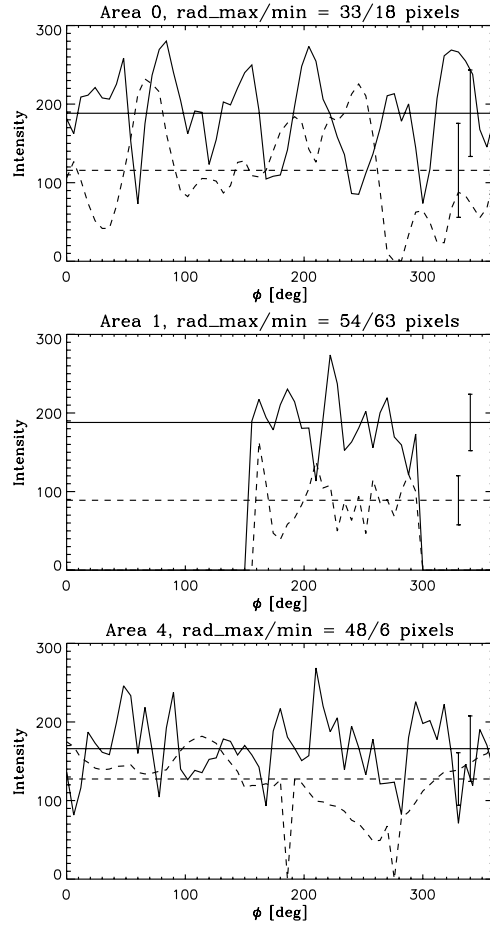 Area 0, rad_max/min = 33/18 pixels
300
200
100
0
Intensity
0 100 200 300
ϕ [deg]
Area 1, rad_max/min = 54/63 pixels
300
200
100
0
Intensity
0 100 200 300
ϕ [deg]
Area 4, rad_max/min = 48/6 pixels
300
200
100
0
Intensity
0 100 200 300
ϕ [deg]